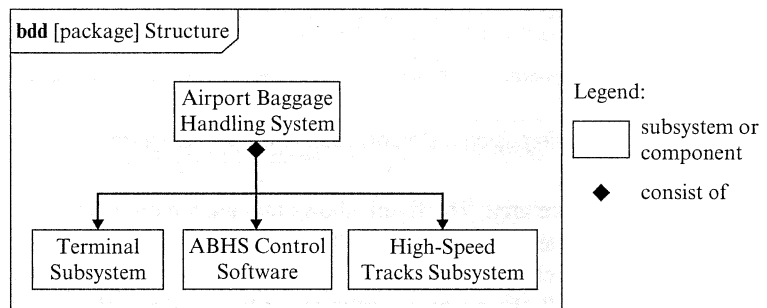 bdd [package] Structure
Airport Baggage
Handling System
Terminal
Subsystem
ABHS Control
Software
High-Speed
Tracks Subsystem
Legend:
subsystem or
component
consist of